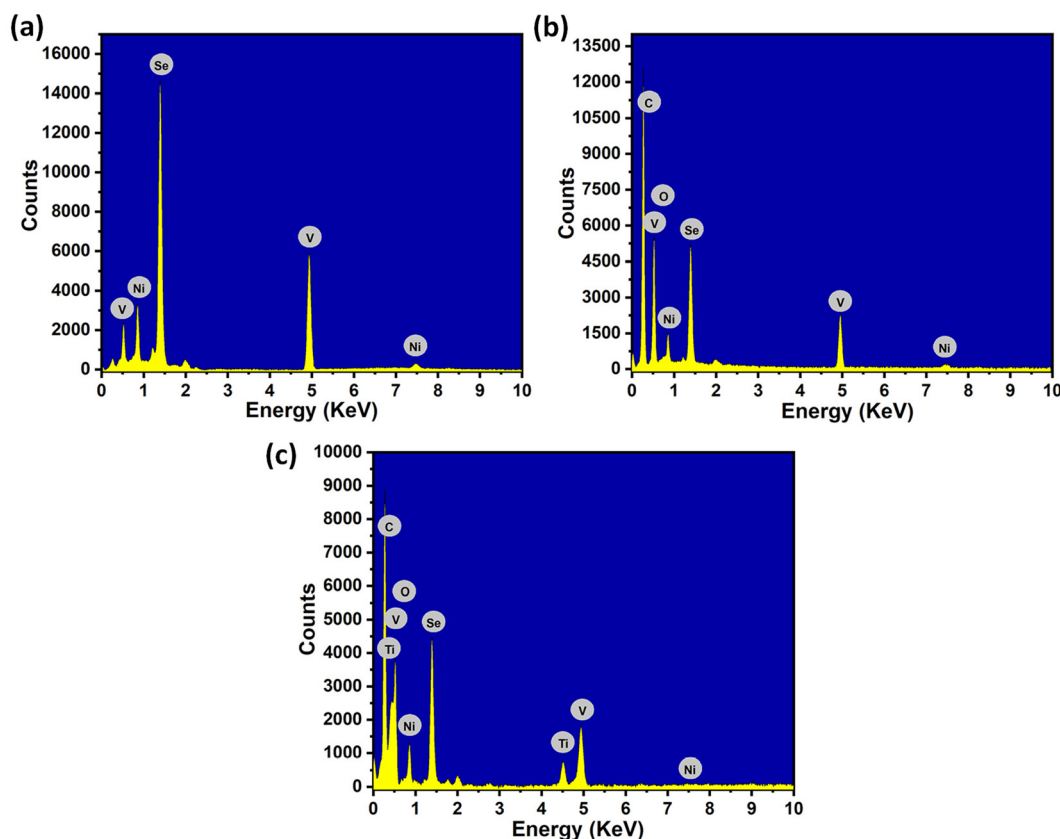 (a)
16000
14000
12000
10000
8000
6000
4000
2000
0
Counts
Se
V
Ni
V
Ni
0 1 2 3 4 5 6 7 8 9 10
Energy (KeV)
(b)
13500
12000
10500
9000
7500
6000
4500
3000
1500
0
Counts
C
O
V
Se
Ni
V
Ni
0 1 2 3 4 5 6 7 8 9 10
Energy (KeV)
(c)
10000
9000
8000
7000
6000
5000
4000
3000
2000
1000
0
Counts
C
O
V
Se
Ti
Ni
V
Ti
Ni
0 1 2 3 4 5 6 7 8 9 10
Energy (KeV)